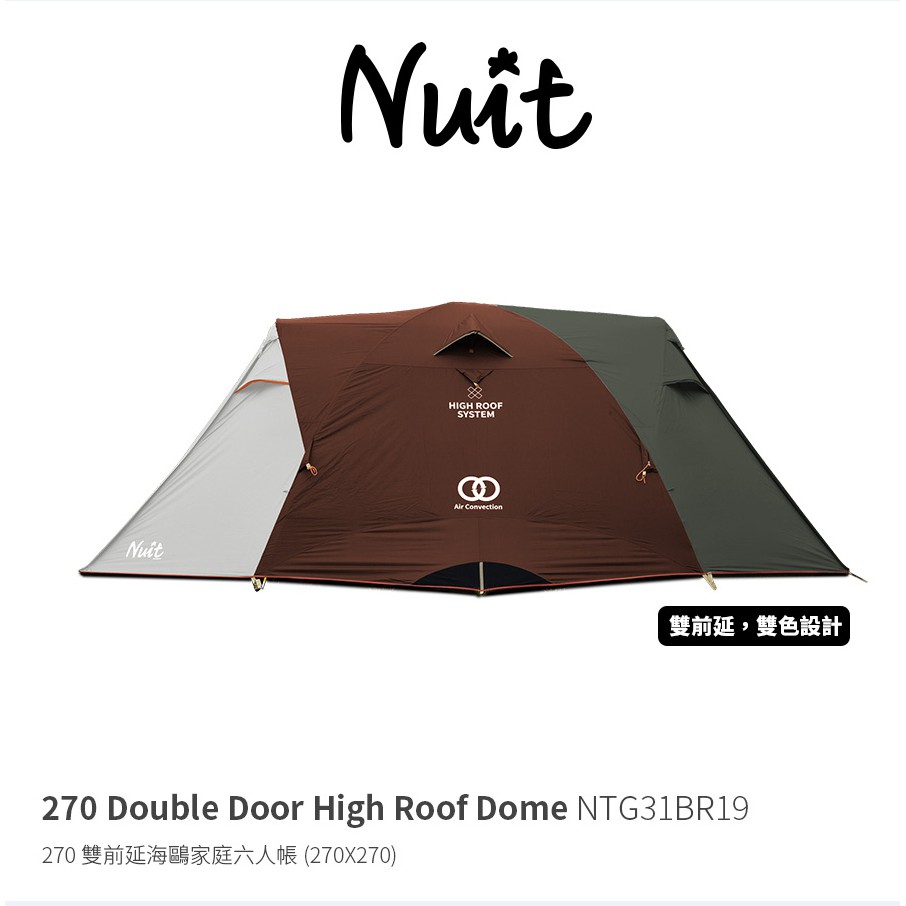 Nuit
HIGH ROOF
SYSTEM
Air Convection
Nuit
雙前延，雙色設計
270 Double Door High Roof Dome NTG31BR19
270 雙前延海鷗家庭六人帳 (270X270)